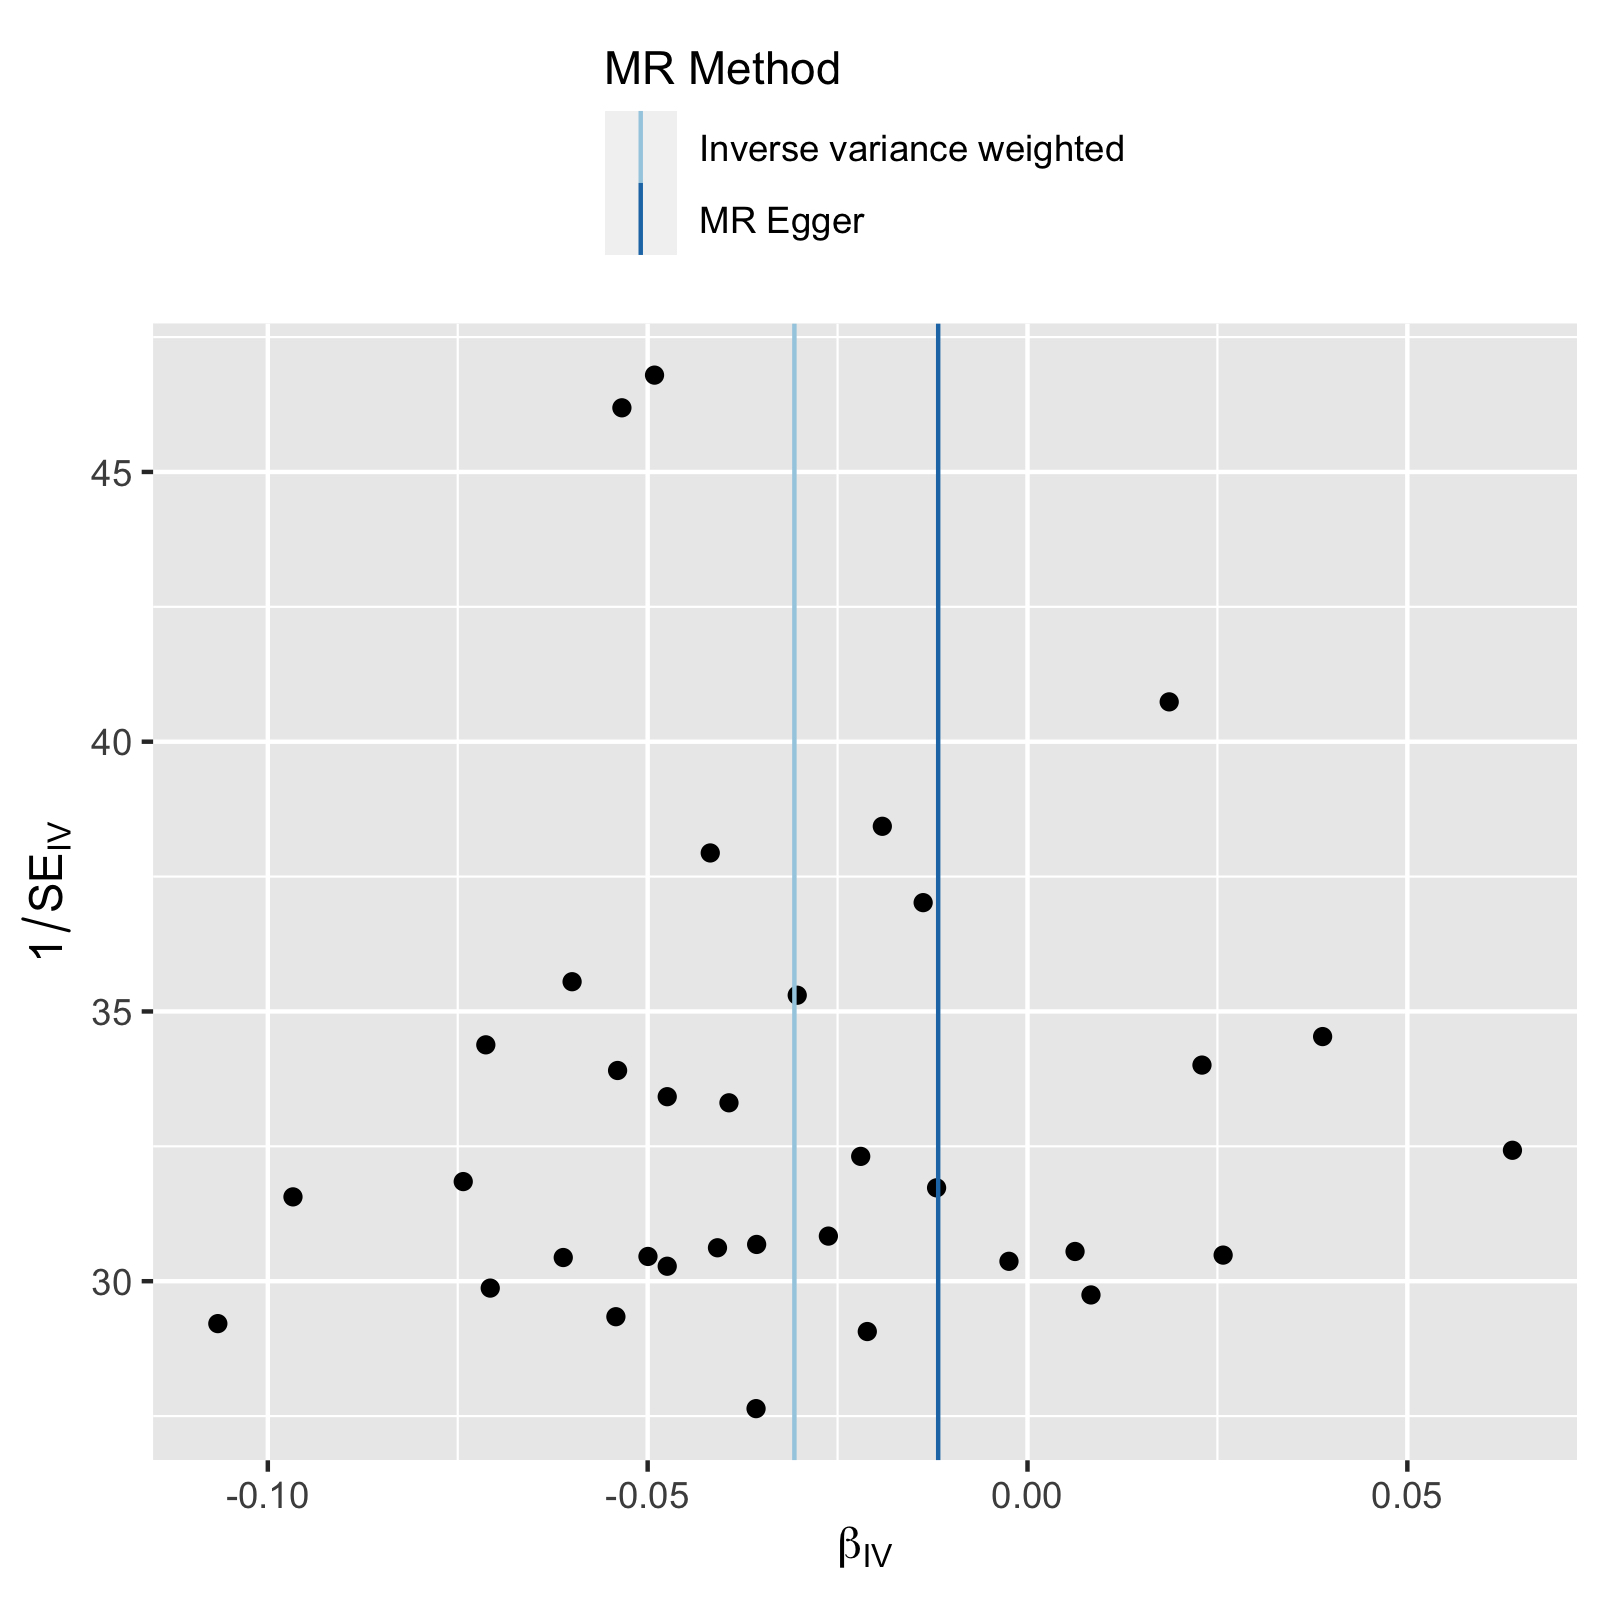 MR Method
Inverse variance weighted
MR Egger
45
40
35
30
1/SE_IV
-0.10
-0.05
0.00
0.05
β_IV